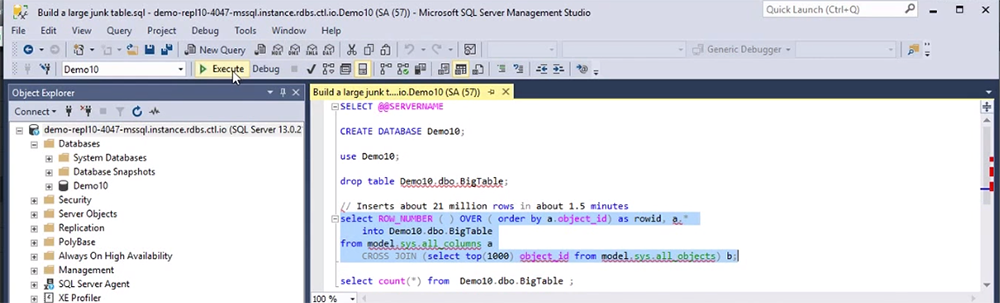 Build a large junk table.sql - demo-repl10-4047-mssql.instance.rdbs.ctl.io.Demo10 (SA (57)) - Microsoft SQL Server Management Studio
Quick Launch (Ctrl+Q)
File Edit View Query Project Debug Tools Window Help
New Query
Generic Debugger
Demo10
Execute Debug
Object Explorer
Build a large junk t....io.Demo10 (SA (57))
Connect
demo-repl10-4047-mssql.instance.rdbs.ctl.io (SQL Server 13.0.2
Databases
System Databases
Database Snapshots
Demo10
Security
Server Objects
Replication
PolyBase
Always On High Availability
Management
SQL Server Agent
XE Profiler
SELECT @@SERVERNAME
CREATE DATABASE Demo10;
use Demo10;
drop table Demo10.dbo.BigTable;
// Inserts about 21 million rows in about 1.5 minutes
select ROW_NUMBER ( ) OVER ( order by a.object_id) as rowid, a.*
into Demo10.dbo.BigTable
from model.sys.all_columns a
CROSS JOIN (select top(1000) object_id from model.sys.all_objects) b;
select count(*) from Demo10.dbo.BigTable ;
100 %